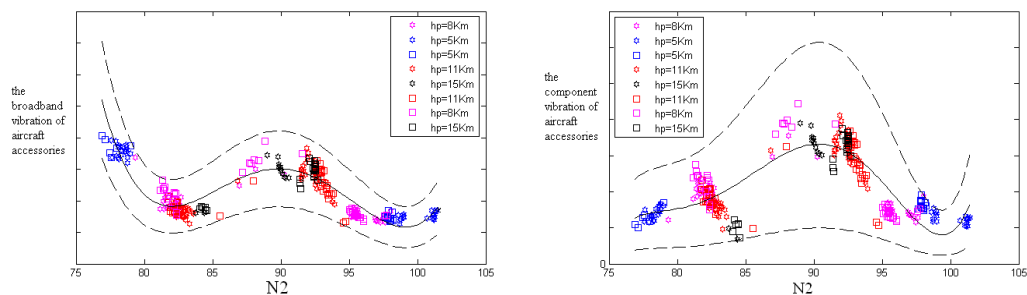 the
broadband
vibration of
aircraft
accessories
hp=8Km
hp=5Km
hp=5Km
hp=11Km
hp=15Km
hp=11Km
hp=8Km
hp=15Km
75
80
85
90
95
100
105
N2
the
component
vibration of
aircraft
accessories
hp=8Km
hp=5Km
hp=5Km
hp=11Km
hp=15Km
hp=11Km
hp=8Km
hp=15Km
0
75
80
85
90
95
100
105
N2